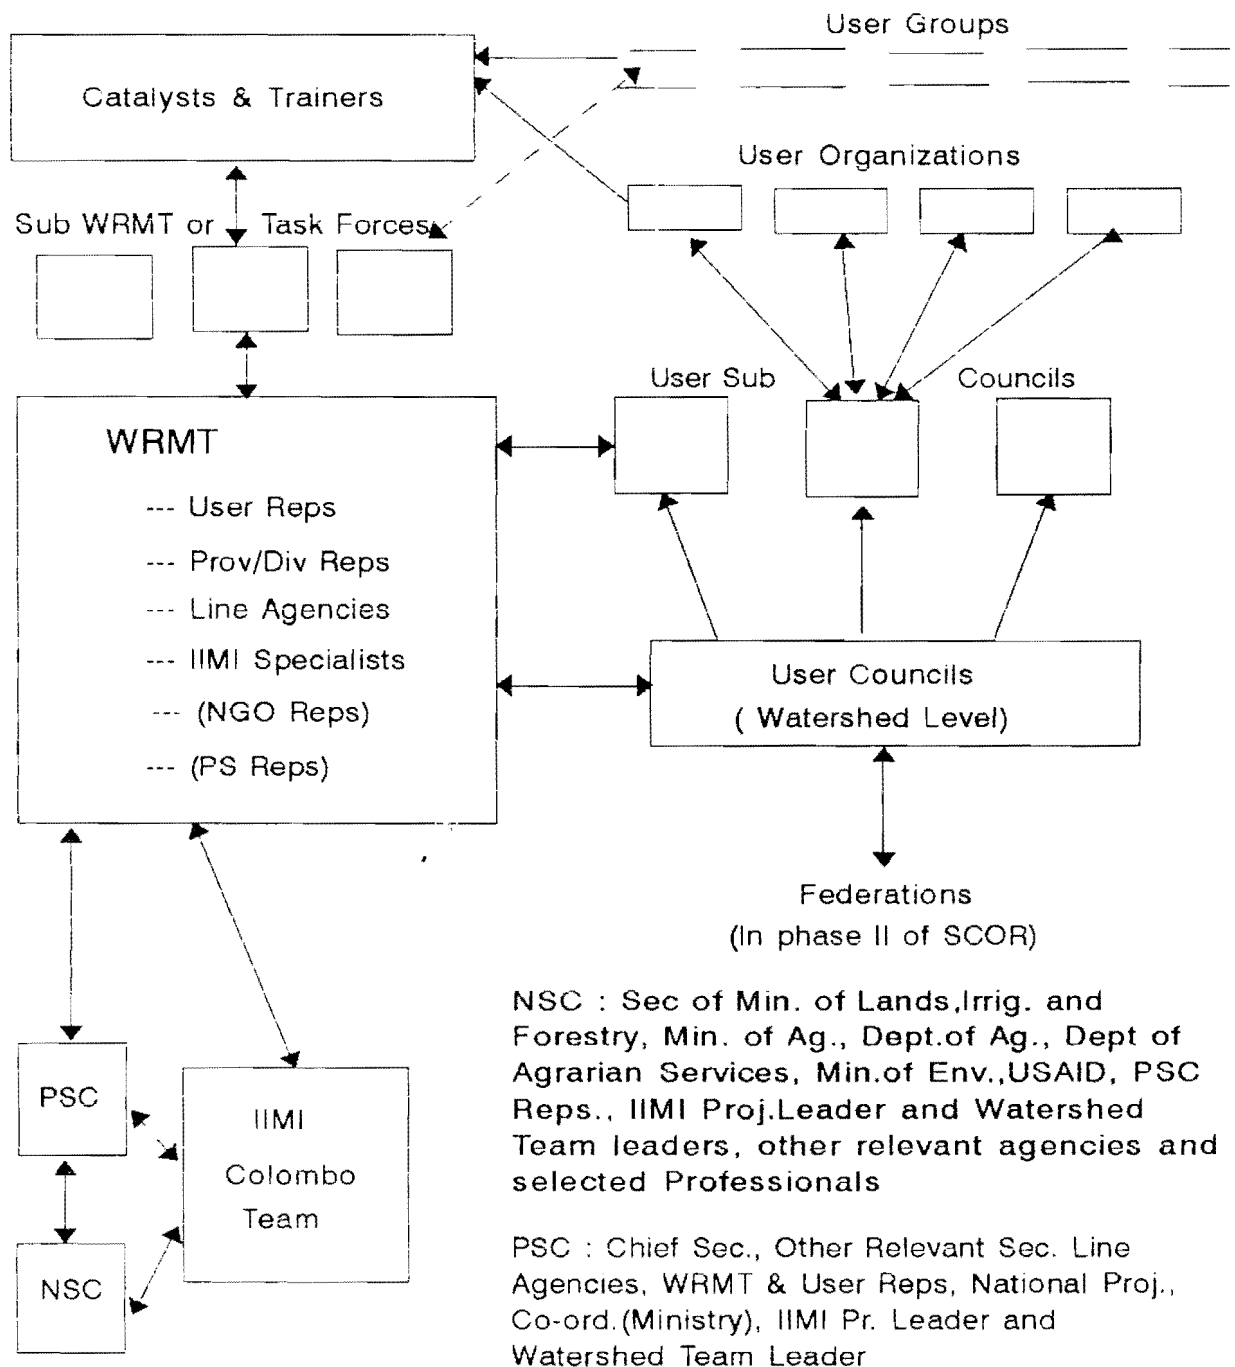 User Groups
Catalysts & Trainers
User Organizations
Sub WRMT or Task Forces
User Sub Councils
WRMT
--- User Reps
--- Prov/Div Reps
--- Line Agencies
--- IIMI Specialists
--- (NGO Reps)
--- (PS Reps)
User Councils
( Watershed Level)
Federations
(In phase II of SCOR)
PSC
IIMI
Colombo
Team
NSC
NSC : Sec of Min. of Lands,Irrig. and
Forestry, Min. of Ag., Dept.of Ag., Dept of
Agrarian Services, Min.of Env.,USAID, PSC
Reps., IIMI Proj.Leader and Watershed
Team leaders, other relevant agencies and
selected Professionals
PSC : Chief Sec., Other Relevant Sec. Line
Agencies, WRMT & User Reps, National Proj.,
Co-ord.(Ministry), IIMI Pr. Leader and
Watershed Team Leader